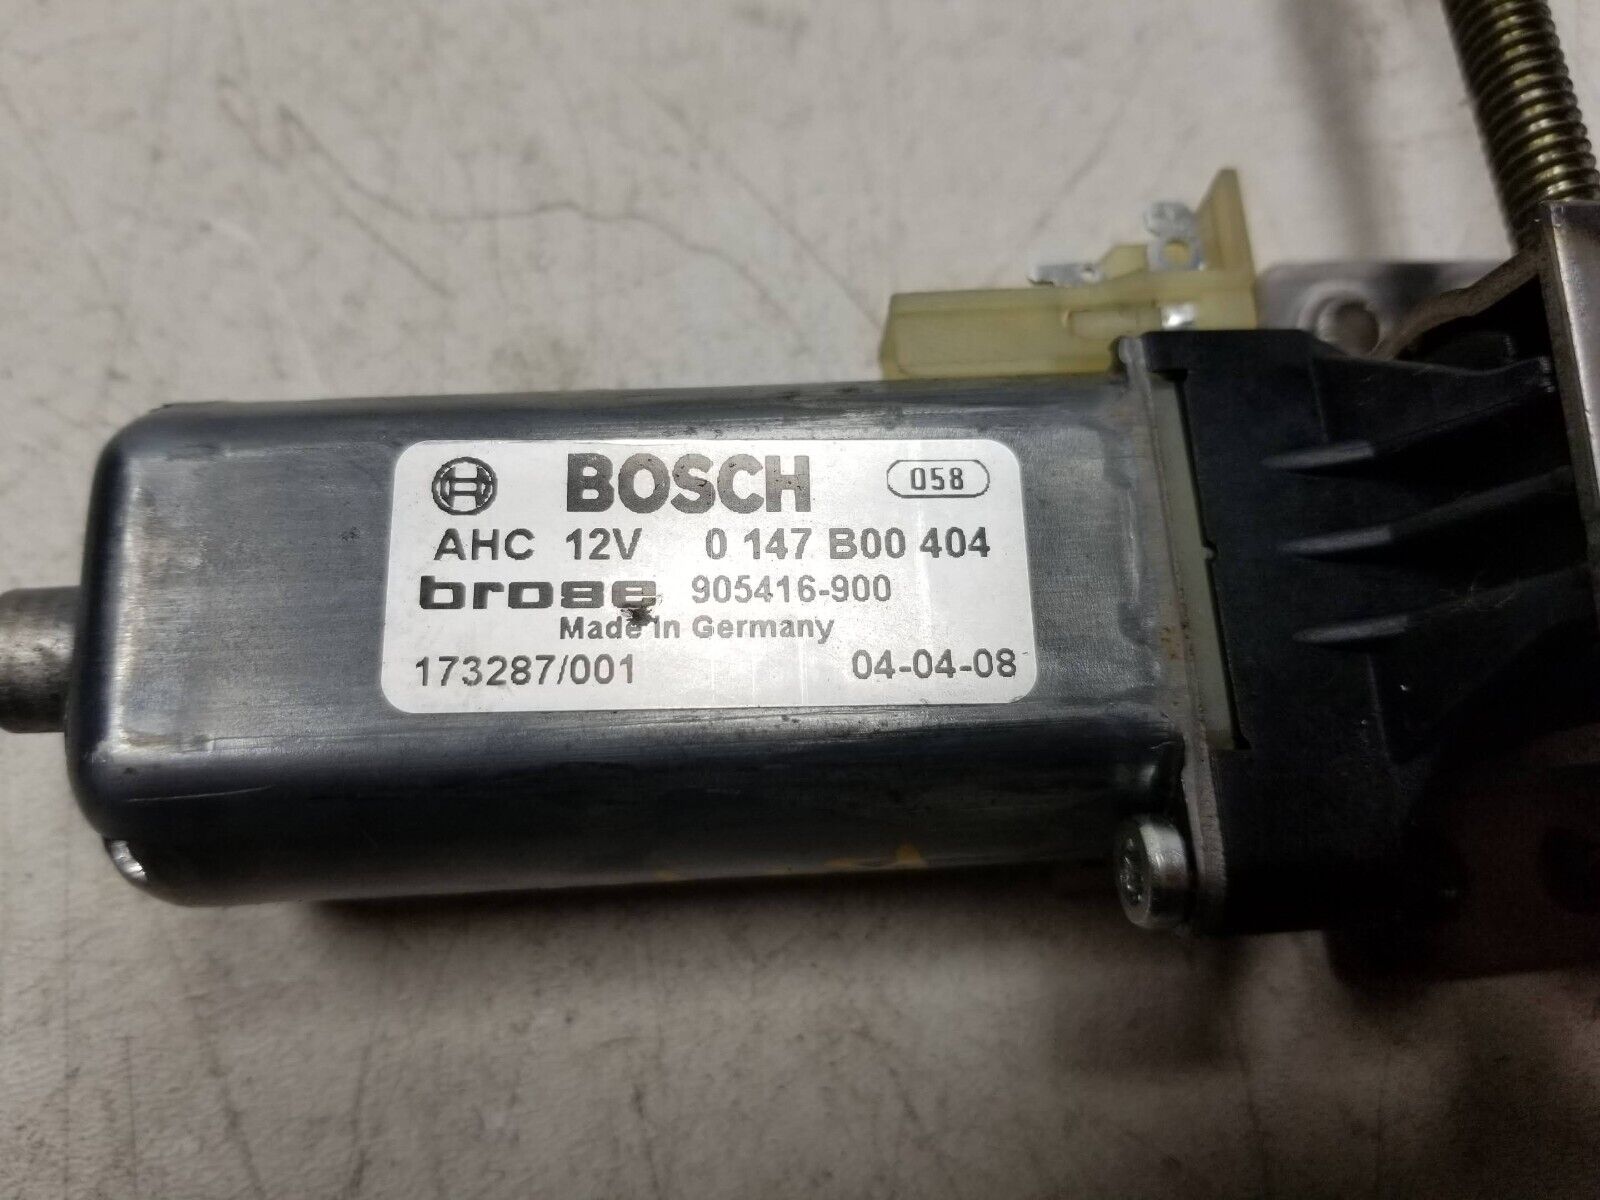 BOSCH 058
AHC 12V 0 147 B00 404
brose 905416-900
Made in Germany
173287/001 04-04-08